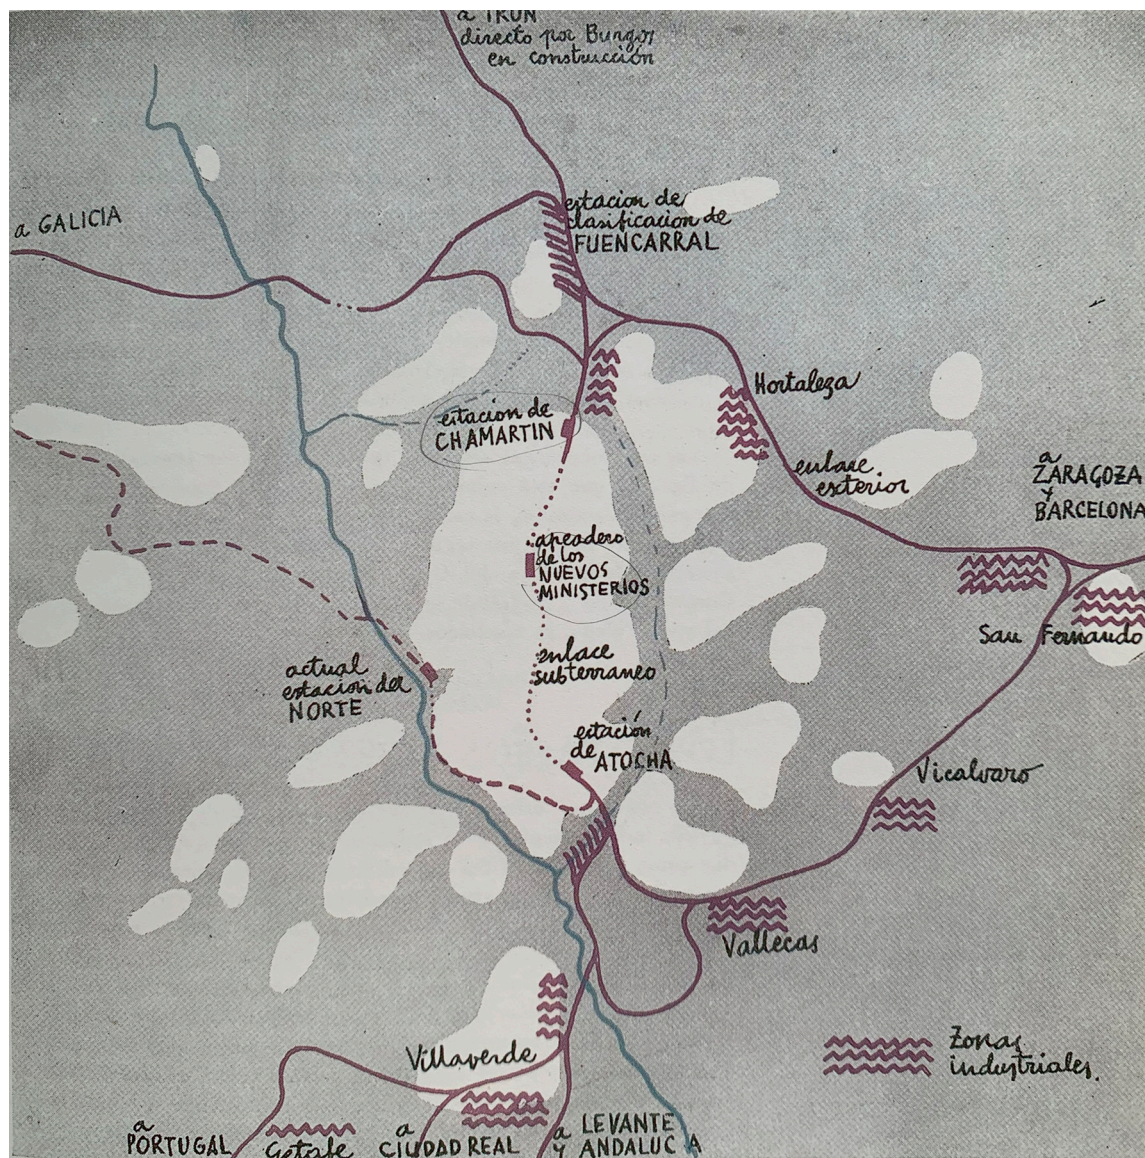 a IRUN
directo por Burgos
en construcción
a GALICIA
estacion de
clasificacion de
FUENCARRAL
Hortaleza
estacion de
CHAMARTIN
enlace
exterior
a
ZARAGOZA
y
BARCELONA
apeadero
de los
NUEVOS
MINISTERIOS
San Fernando
enlace
subterraneo
actual
estacion del
NORTE
estación
de ATOCHA
Vicalvaro
Vallecas
Zonas
industriales.
Villaverde
a
PORTUGAL
Getafe
a
CIUDAD REAL
a LEVANTE
y ANDALUC A